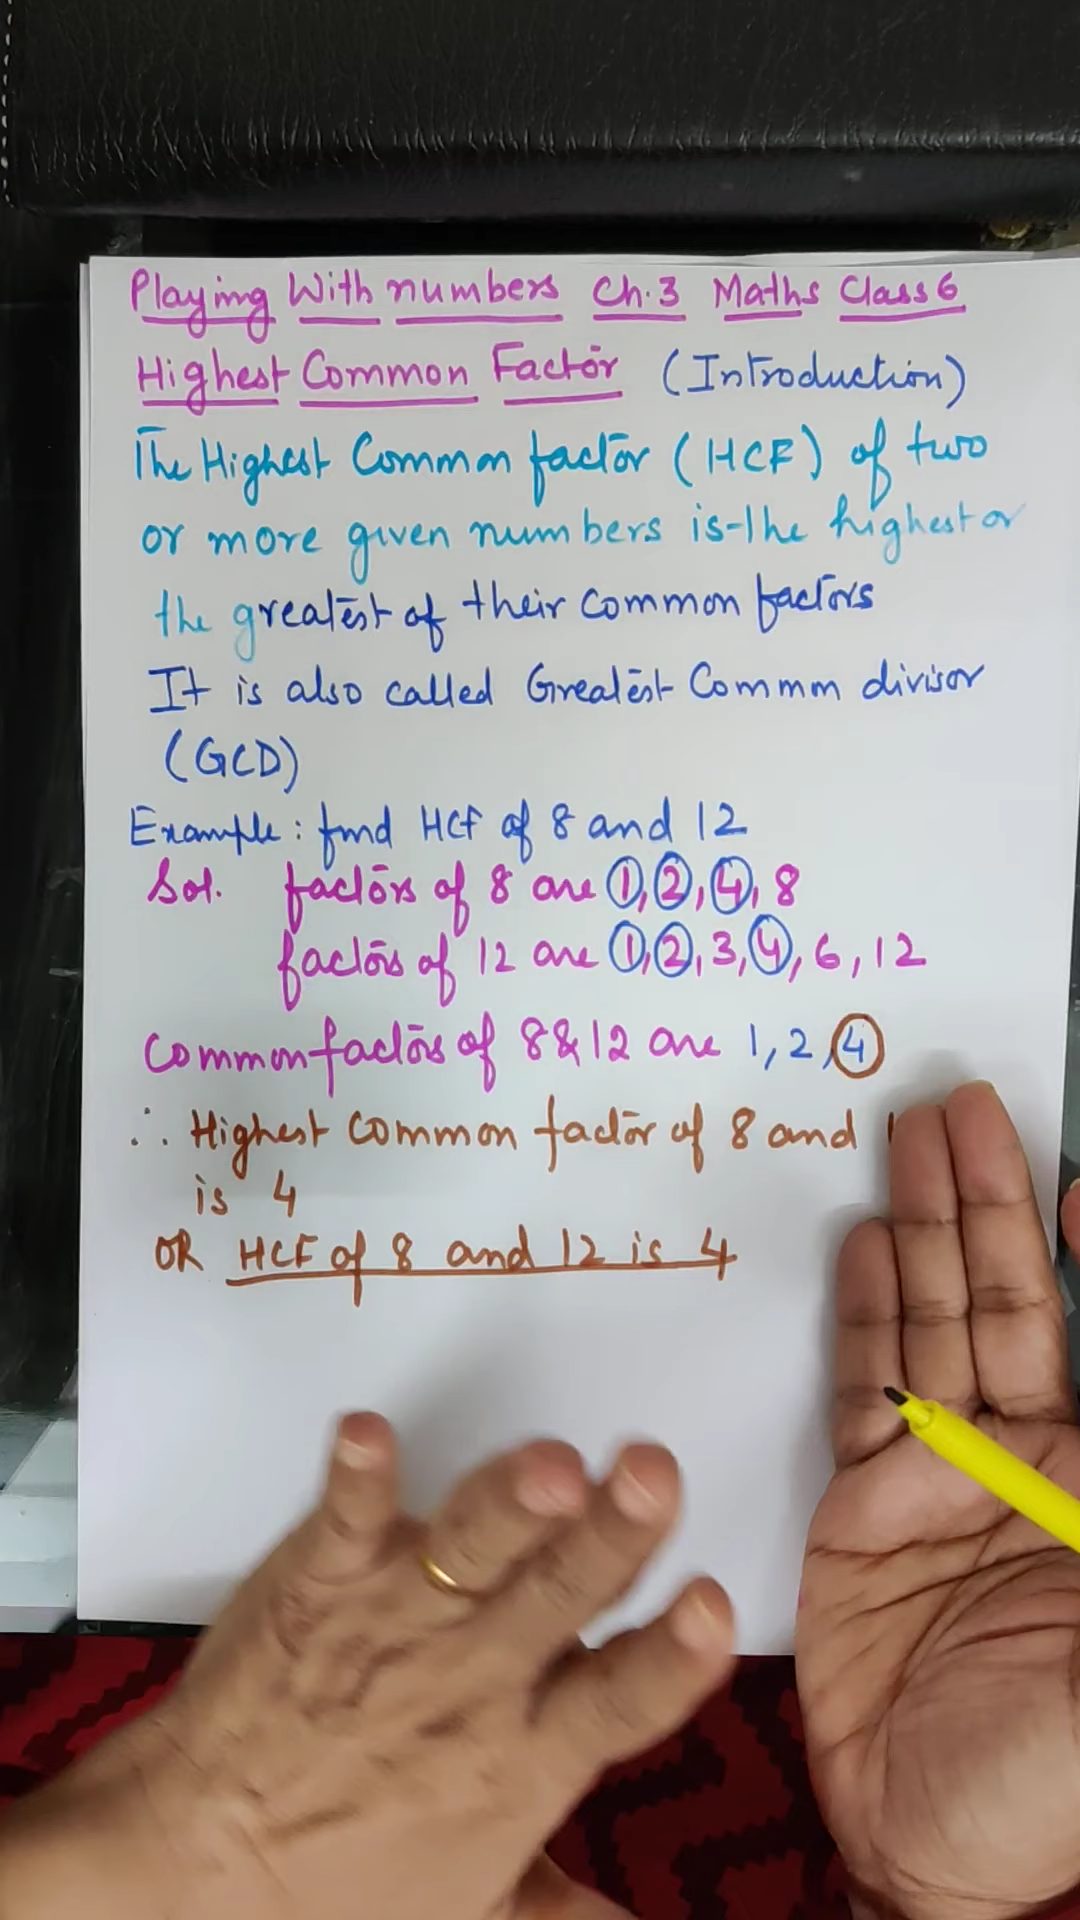 Playing With numbers Ch.3 Maths Class 6
Highest Common Factor (Introduction)
The Highest Common factor (HCF) of two
or more given numbers is the highest or
the greatest of their common factors
It is also called Greatest Common divisor
(GCD)
Example: find HCF of 8 and 12
Sol. factors of 8 are 1, 2, 4, 8
factors of 12 are 1, 2, 3, 4, 6, 12
Common factors of 8 & 12 are 1, 2, 4
∴ Highest Common factor of 8 and
is 4
OR HCF of 8 and 12 is 4